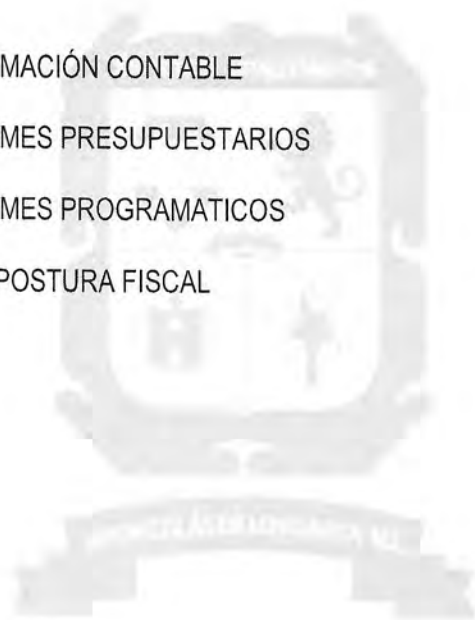 MACIÓN CONTABLE
MES PRESUPUESTARIOS
MES PROGRAMATICOS
POSTURA FISCAL